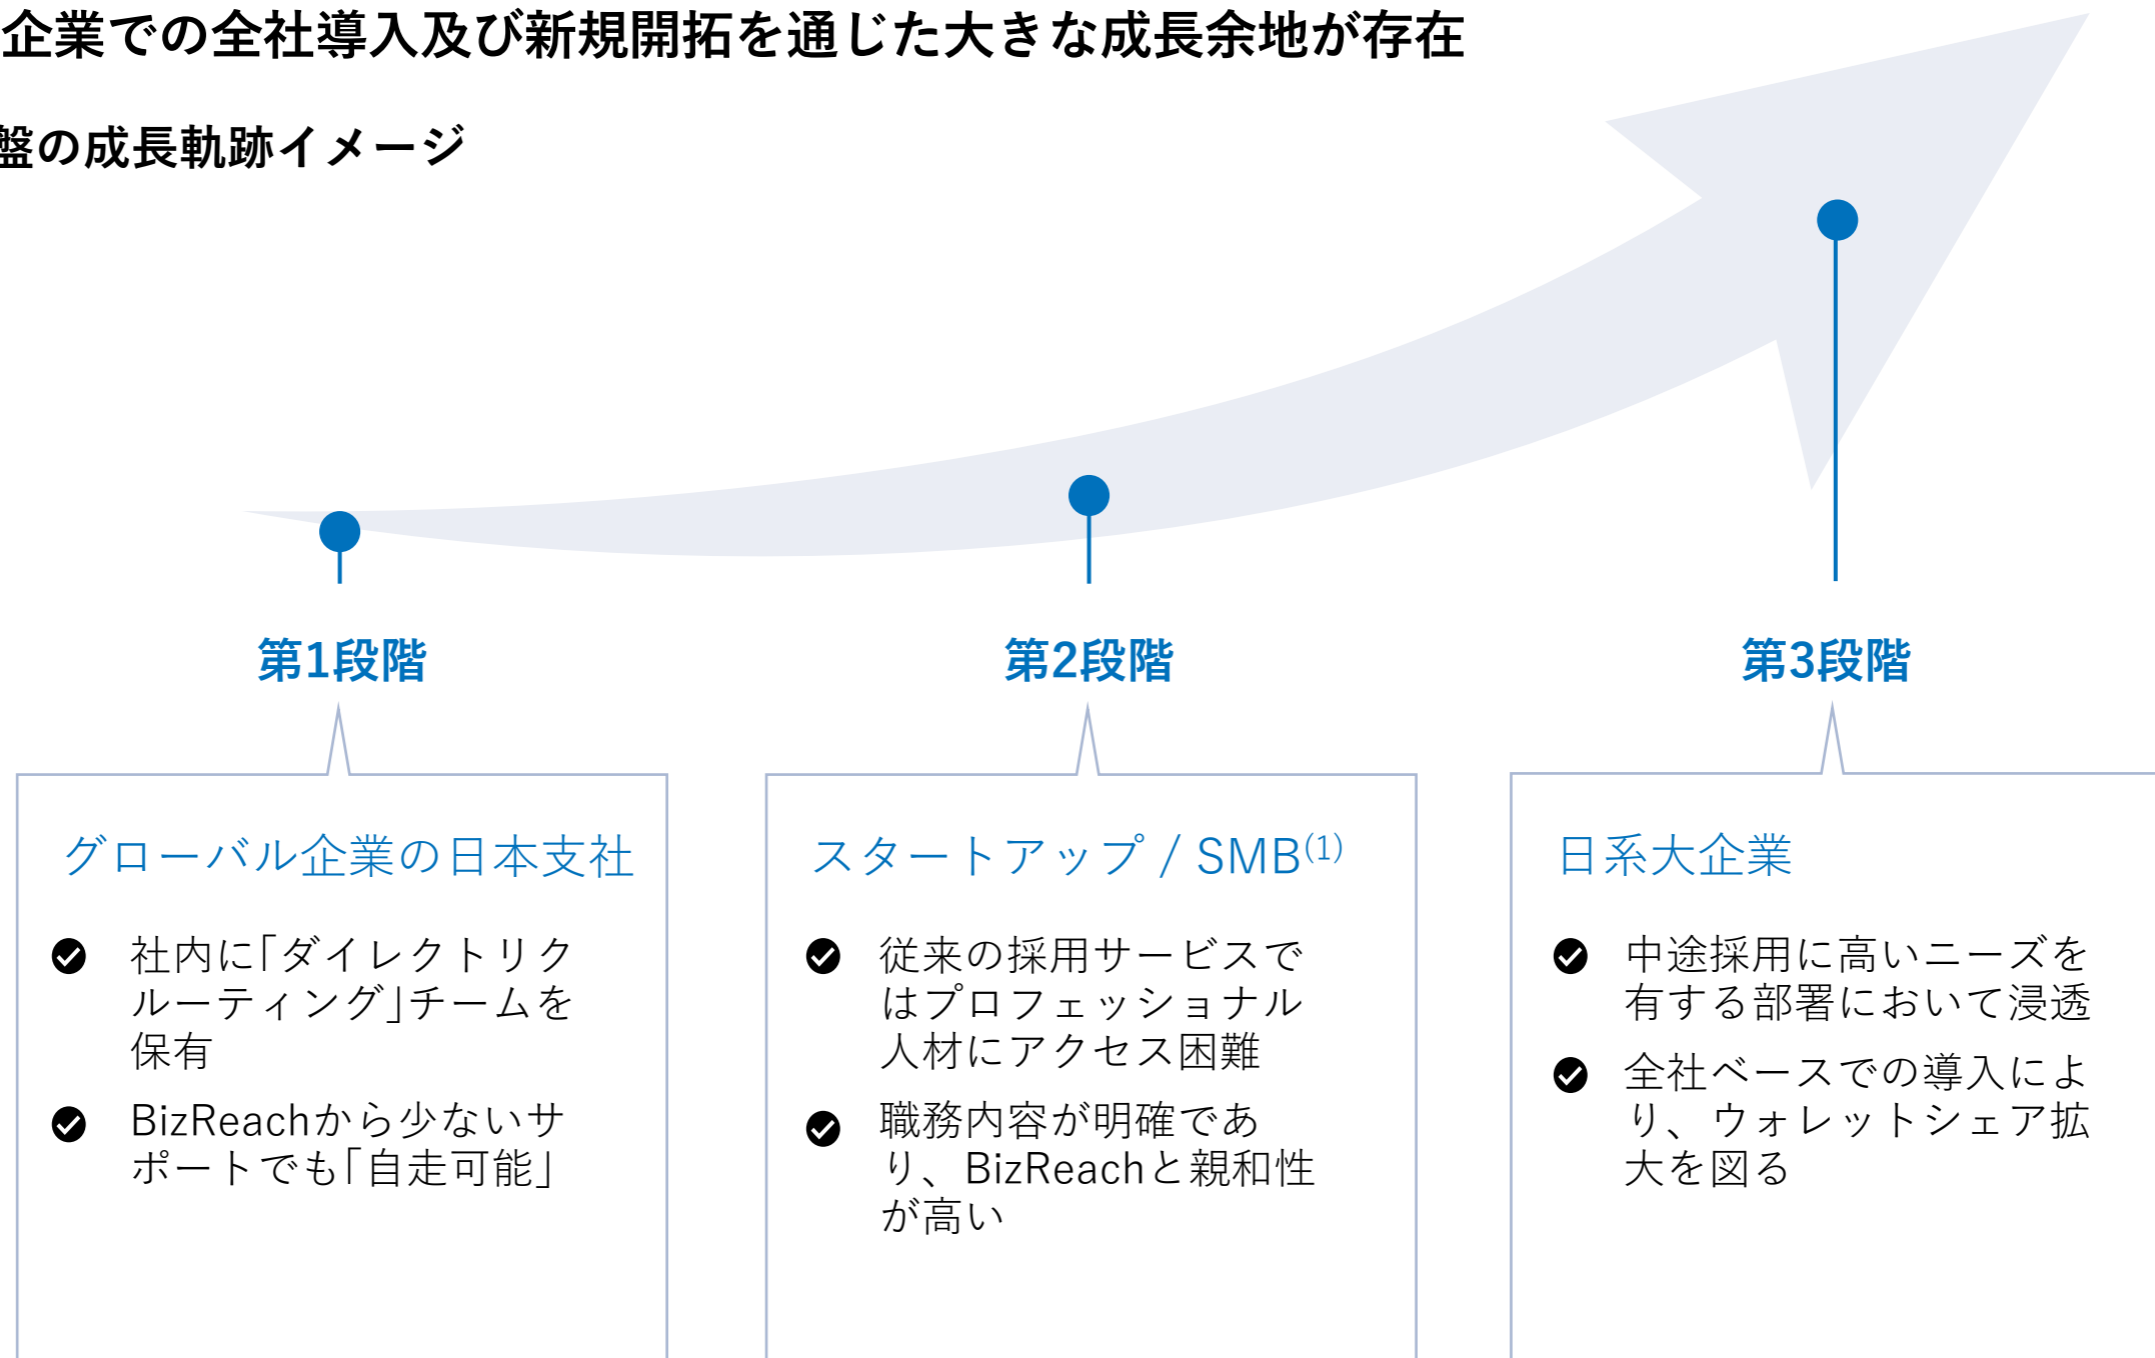 企業での全社導入及び新規開拓を通じた大きな成長余地が存在
盤の成長軌跡イメージ
第1段階
グローバル企業の日本支社
社内に｢ダイレクトリク
ルーティング｣チームを
保有
BizReachから少ないサ
ポートでも｢自走可能｣
第2段階
スタートアップ / SMB(1)
従来の採用サービスで
はプロフェッショナル
人材にアクセス困難
職務内容が明確であ
り、BizReachと親和性
が高い
第3段階
日系大企業
中途採用に高いニーズを
有する部署において浸透
全社ベースでの導入によ
り、ウォレットシェア拡
大を図る